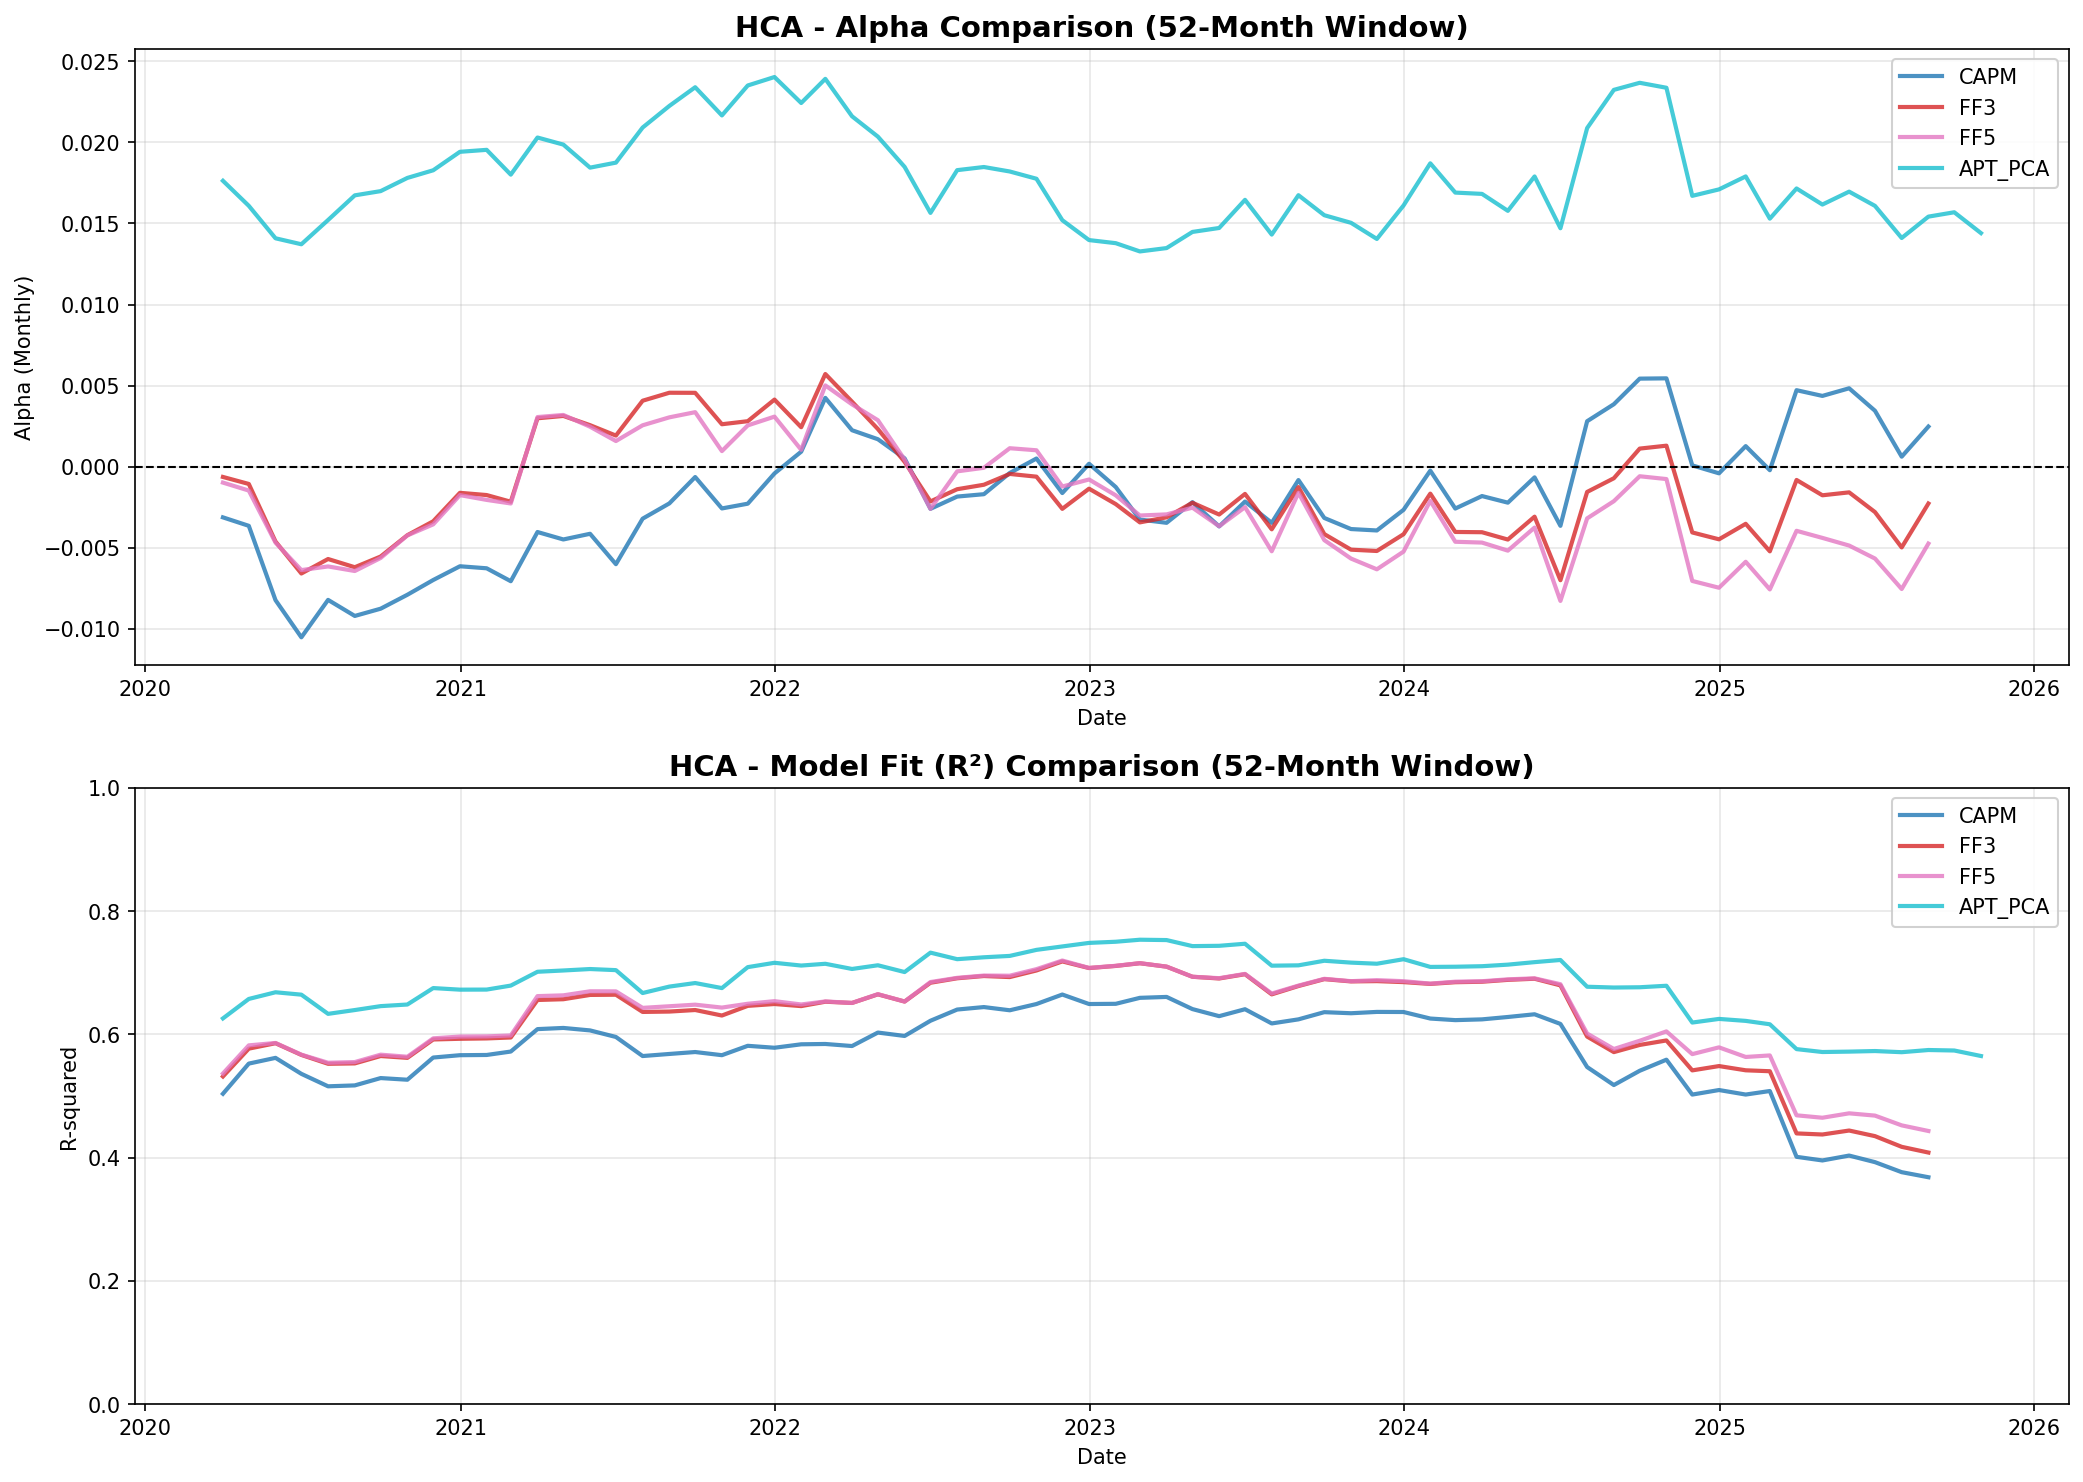 HCA - Alpha Comparison (52-Month Window)
0.025
0.020
0.015
0.010
0.005
0.000
−0.005
−0.010
Alpha (Monthly)
CAPM
FF3
FF5
APT_PCA
2020 2021 2022 2023 2024 2025 2026
Date
HCA - Model Fit (R²) Comparison (52-Month Window)
1.0
0.8
0.6
0.4
0.2
0.0
R-squared
CAPM
FF3
FF5
APT_PCA
2020 2021 2022 2023 2024 2025 2026
Date